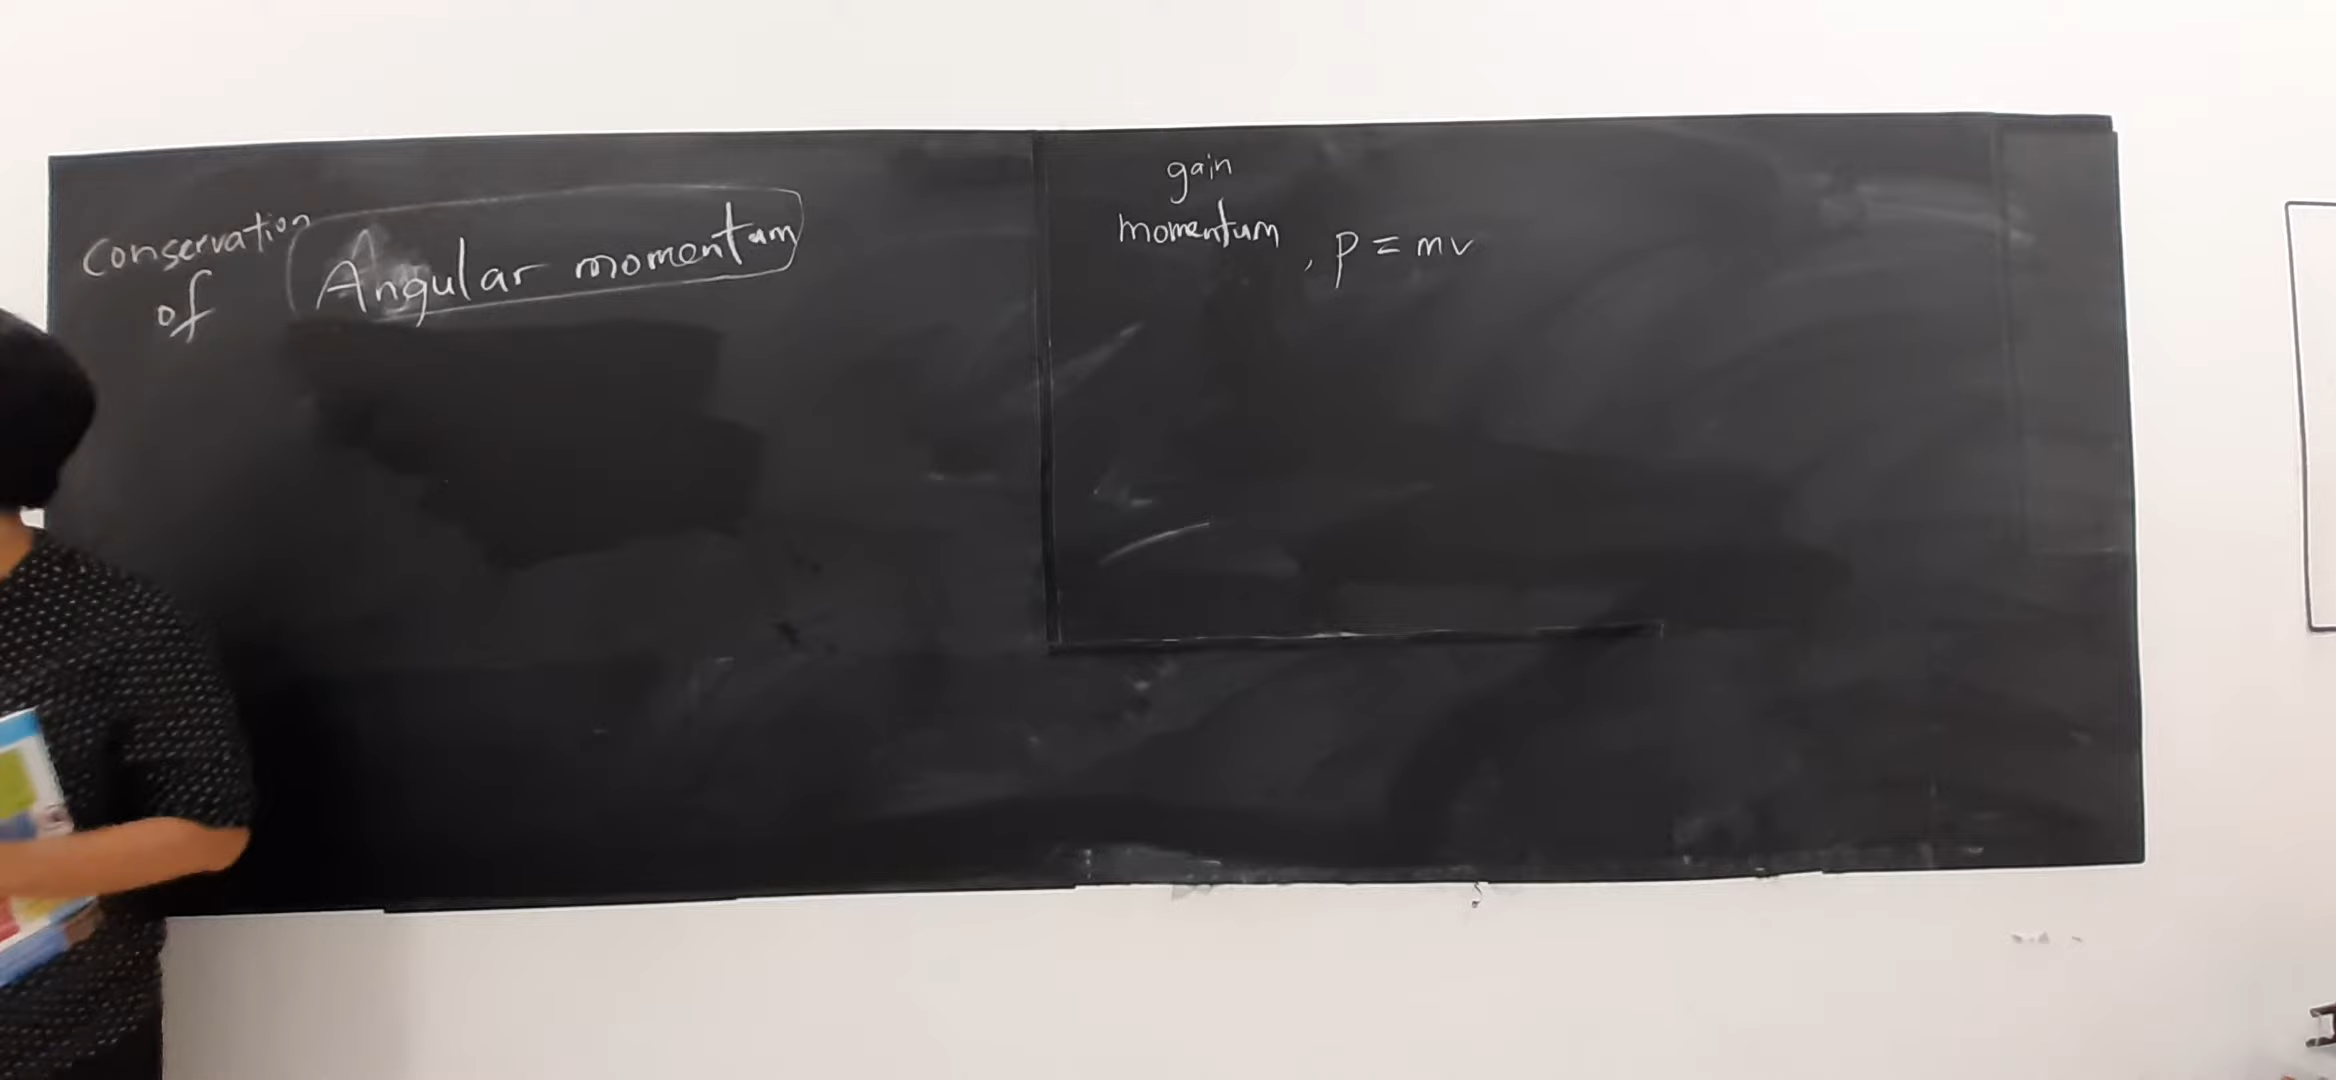 Conservation
of Angular momentum
gain
momentum, p = mv